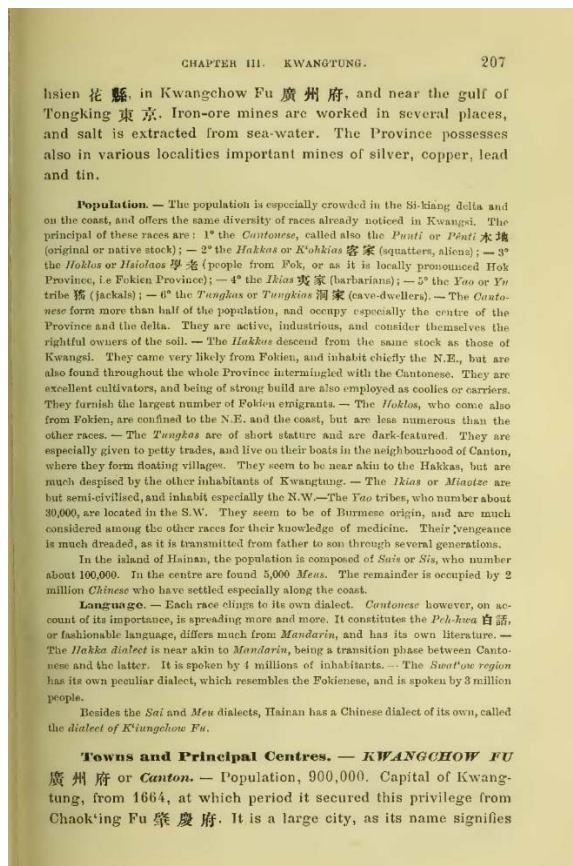 CHAPTER III. KWANGTUNG. 207
hsien 花 縣, in Kwangchow Fu 廣 州 府, and near the gulf of
Tongking 東 京. Iron-ore mines are worked in several places,
and salt is extracted from sea-water. The Province possesses
also in various localities important mines of silver, copper, lead
and tin.
Population. — The population is especially crowded in the Si-kiang delta and
on the coast, and offers the same diversity of races already noticed in Kwangsi. The
principal of these races are: 1° the Cantonese, called also the Punti or Pénti 本 地
(original or native stock); — 2° the Hakkas or K'ohkias 客 家 (squatters, aliens); — 3°
the Hoklos or Hsiolaos 學 老 (people from Fok, or as it is locally pronounced Hok
Province, i.e Fokien Province); — 4° the Ikias 夷 家 (barbarians); — 5° the Yao or Yu
tribe 猺 (jackals); — 6° the Tungkas or Tungkias 洞 家 (cave-dwellers). — The Canto-
nese form more than half of the population, and occupy especially the centre of the
Province and the delta. They are active, industrious, and consider themselves the
rightful owners of the soil. — The Hakkas descend from the same stock as those of
Kwangsi. They came very likely from Fokien, and inhabit chiefly the N.E., but are
also found throughout the whole Province intermingled with the Cantonese. They are
excellent cultivators, and being of strong build are also employed as coolies or carriers.
They furnish the largest number of Fokien emigrants. — The Hoklos, who come also
from Fokien, are confined to the N.E. and the coast, but are less numerous than the
other races. — The Tungkas are of short stature and are dark-featured. They are
especially given to petty trades, and live on their boats in the neighbourhood of Canton,
where they form floating villages. They seem to be near akin to the Hakkas, but are
much despised by the other inhabitants of Kwangtung. — The Ikias or Miaotze are
but semi-civilised, and inhabit especially the N.W.—The Yao tribes, who number about
30,000, are located in the S.W. They seem to be of Burmese origin, and are much
considered among the other races for their knowledge of medicine. Their vengeance
is much dreaded, as it is transmitted from father to son through several generations.
In the island of Hainan, the population is composed of Sais or Sis, who number
about 100,000. In the centre are found 5,000 Meus. The remainder is occupied by 2
million Chinese who have settled especially along the coast.
Language. — Each race clings to its own dialect. Cantonese however, on ac-
count of its importance, is spreading more and more. It constitutes the Peh-hwa 白 話,
or fashionable language, differs much from Mandarin, and has its own literature. —
The Hakka dialect is near akin to Mandarin, being a transition phase between Canto-
nese and the latter. It is spoken by 4 millions of inhabitants. — The Swat'ow region
has its own peculiar dialect, which resembles the Fokienese, and is spoken by 3 million
people.
Besides the Sai and Meu dialects, Hainan has a Chinese dialect of its own, called
the dialect of K'iungchow Fu.
Towns and Principal Centres. — KWANGCHOW FU
廣 州 府 or Canton. — Population, 900,000. Capital of Kwang-
tung, from 1664, at which period it secured this privilege from
Chaok'ing Fu 肇 慶 府. It is a large city, as its name signifies